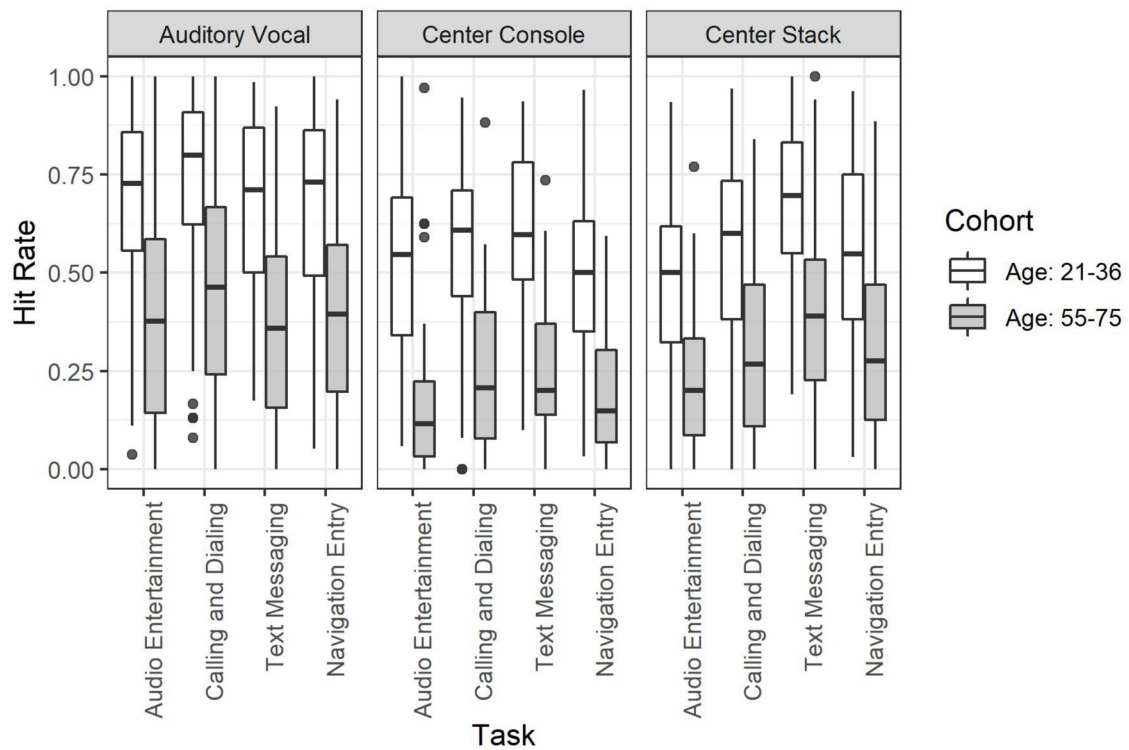 Auditory Vocal
Center Console
Center Stack
Hit Rate
1.00
0.75
0.50
0.25
0.00
Audio Entertainment
Calling and Dialing
Text Messaging
Navigation Entry
Audio Entertainment
Calling and Dialing
Text Messaging
Navigation Entry
Audio Entertainment
Calling and Dialing
Text Messaging
Navigation Entry
Task
Cohort
Age: 21-36
Age: 55-75